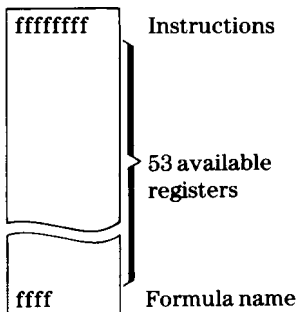 ffffffff Instructions
53 available
registers
ffff Formula name